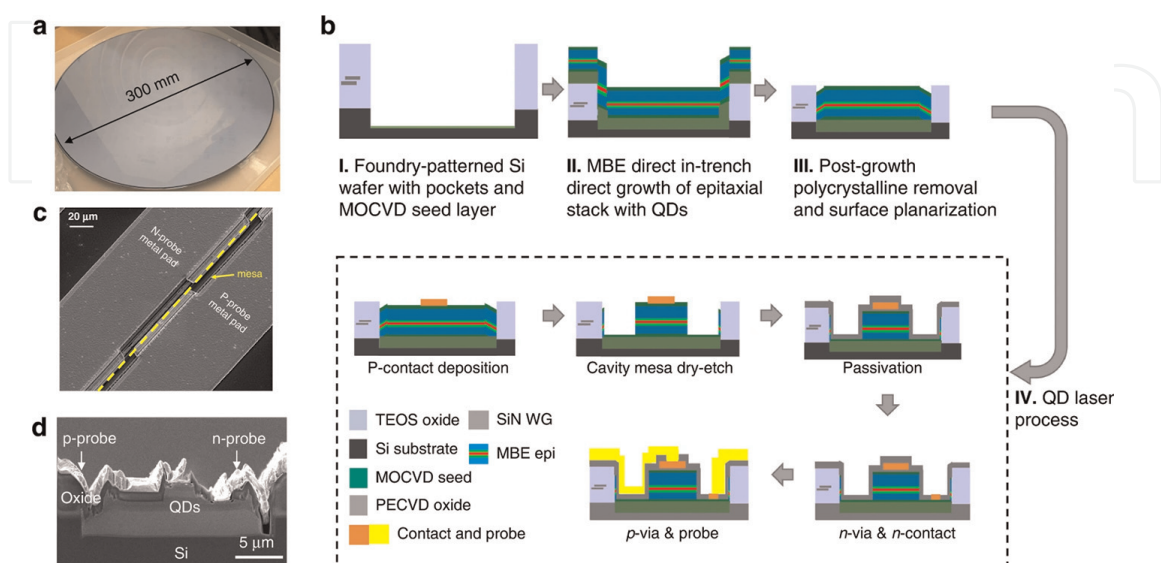 a
300 mm
b
I. Foundry-patterned Si
wafer with pockets and
MOCVD seed layer
II. MBE direct in-trench
direct growth of epitaxial
stack with QDs
III. Post-growth
polycrystalline removal
and surface planarization
c
20 μm
N-probe
metal pad
mesa
P-probe
metal pad
P-contact deposition
Cavity mesa dry-etch
Passivation
IV. QD laser
process
TEOS oxide
SiN WG
Si substrate
MBE epi
MOCVD seed
PECVD oxide
Contact and probe
p-via & probe
n-via & n-contact
d
p-probe
n-probe
Oxide
QDs
Si
5 μm